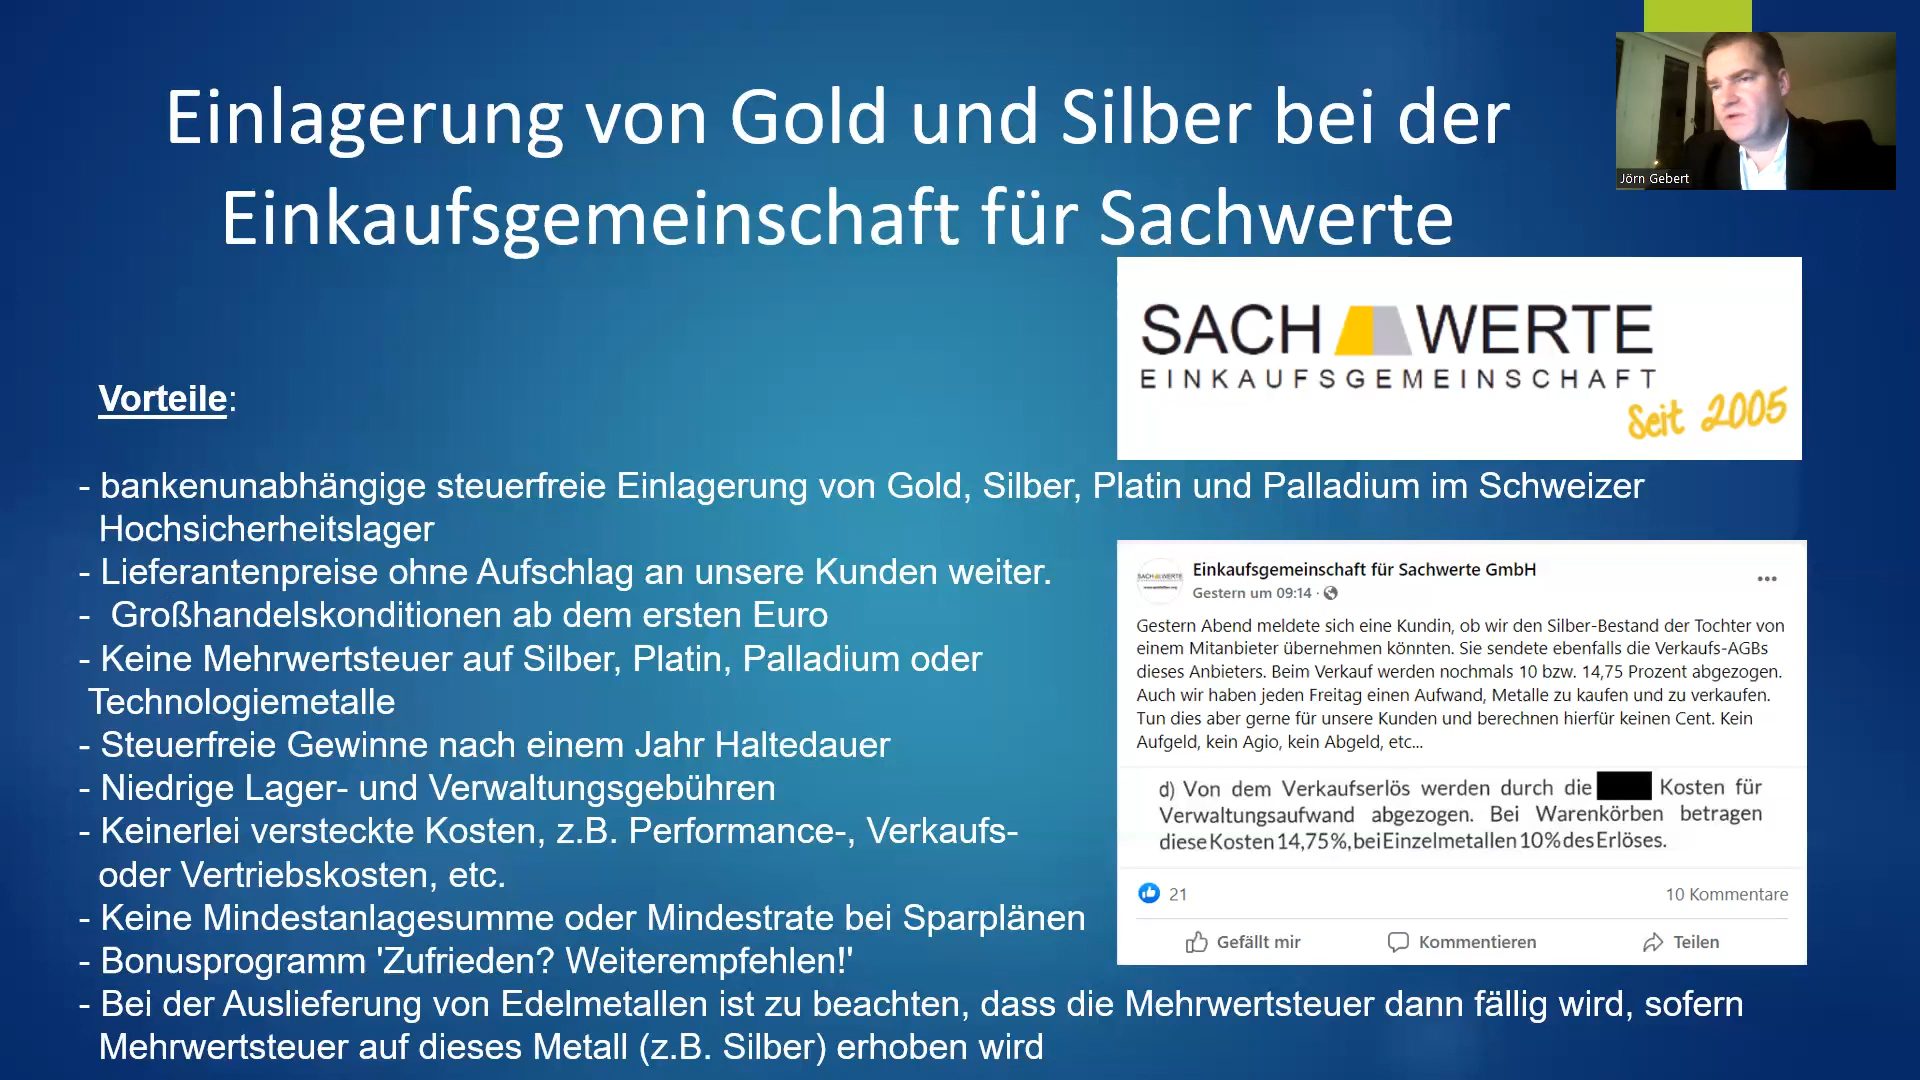 Einlagerung von Gold und Silber bei der
Einkaufsgemeinschaft für Sachwerte
Jörn Gebert
SACH WERTE
EINKAUFSGEMEINSCHAFT
Seit 2005
Vorteile:
- bankenunabhängige steuerfreie Einlagerung von Gold, Silber, Platin und Palladium im Schweizer
Hochsicherheitslager
- Lieferantenpreise ohne Aufschlag an unsere Kunden weiter.
- Großhandelskonditionen ab dem ersten Euro
- Keine Mehrwertsteuer auf Silber, Platin, Palladium oder
Technologiemetalle
- Steuerfreie Gewinne nach einem Jahr Haltedauer
- Niedrige Lager- und Verwaltungsgebühren
- Keinerlei versteckte Kosten, z.B. Performance-, Verkaufs-
oder Vertriebskosten, etc.
- Keine Mindestanlagesumme oder Mindestrate bei Sparplänen
- Bonusprogramm 'Zufrieden? Weiterempfehlen!'
- Bei der Auslieferung von Edelmetallen ist zu beachten, dass die Mehrwertsteuer dann fällig wird, sofern
Mehrwertsteuer auf dieses Metall (z.B. Silber) erhoben wird
SACH WERTE
Einkaufsgemeinschaft für Sachwerte GmbH
Gestern um 09:14 ·
Gestern Abend meldete sich eine Kundin, ob wir den Silber-Bestand der Tochter von
einem Mitanbieter übernehmen könnten. Sie sendete ebenfalls die Verkaufs-AGBs
dieses Anbieters. Beim Verkauf werden nochmals 10 bzw. 14,75 Prozent abgezogen.
Auch wir haben jeden Freitag einen Aufwand, Metalle zu kaufen und zu verkaufen.
Tun dies aber gerne für unsere Kunden und berechnen hierfür keinen Cent. Kein
Aufgeld, kein Agio, kein Abgeld, etc...
d) Von dem Verkaufserlös werden durch die Kosten für
Verwaltungsaufwand abgezogen. Bei Warenkörben betragen
diese Kosten 14,75%, bei Einzelmetallen 10% des Erlöses.
21
10 Kommentare
Gefällt mir
Kommentieren
Teilen